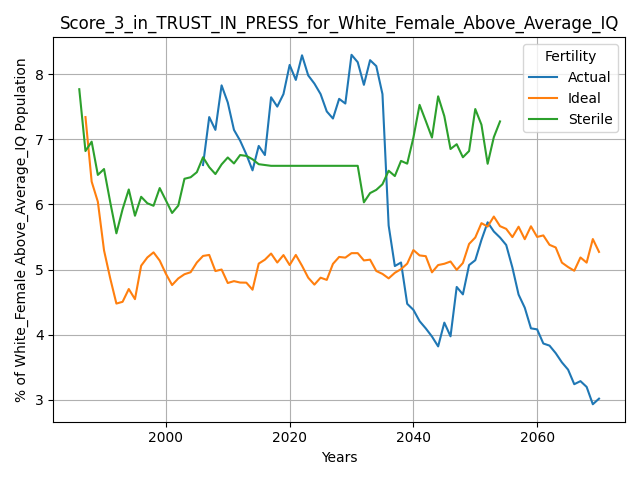 Score_3_in_TRUST_IN_PRESS_for_White_Female_Above_Average_IQ
% of White_Female Above_Average_IQ Population
8
7
6
5
4
3
Fertility
Actual
Ideal
Sterile
2000
2020
2040
2060
Years